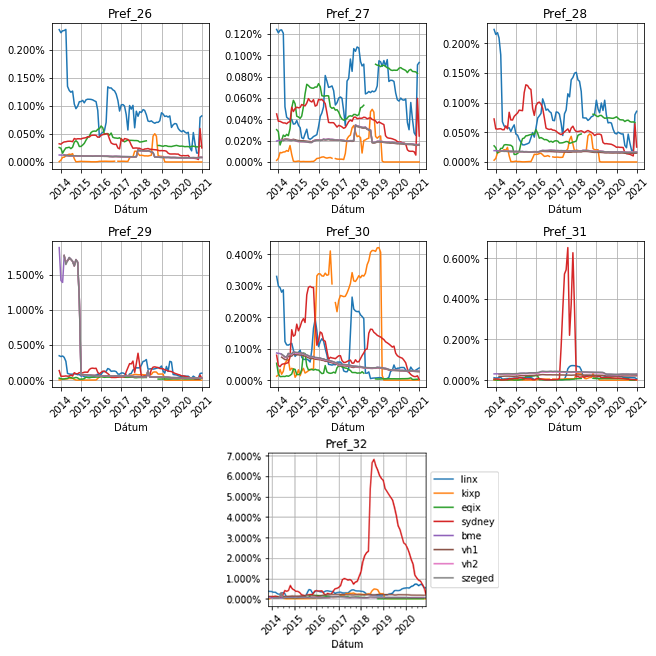 Pref_26
0.200%
0.150%
0.100%
0.050%
0.000%
2014 2015 2016 2017 2018 2019 2020 2021
Dátum
Pref_27
0.120%
0.100%
0.080%
0.060%
0.040%
0.020%
0.000%
2014 2015 2016 2017 2018 2019 2020 2021
Dátum
Pref_28
0.200%
0.150%
0.100%
0.050%
0.000%
2014 2015 2016 2017 2018 2019 2020 2021
Dátum
Pref_29
1.500%
1.000%
0.500%
0.000%
2014 2015 2016 2017 2018 2019 2020 2021
Dátum
Pref_30
0.400%
0.300%
0.200%
0.100%
0.000%
2014 2015 2016 2017 2018 2019 2020 2021
Dátum
Pref_31
0.600%
0.400%
0.200%
0.000%
2014 2015 2016 2017 2018 2019 2020 2021
Dátum
Pref_32
7.000%
6.000%
5.000%
4.000%
3.000%
2.000%
1.000%
0.000%
2014 2015 2016 2017 2018 2019 2020
Dátum
linx
kixp
eqix
sydney
bme
vh1
vh2
szeged